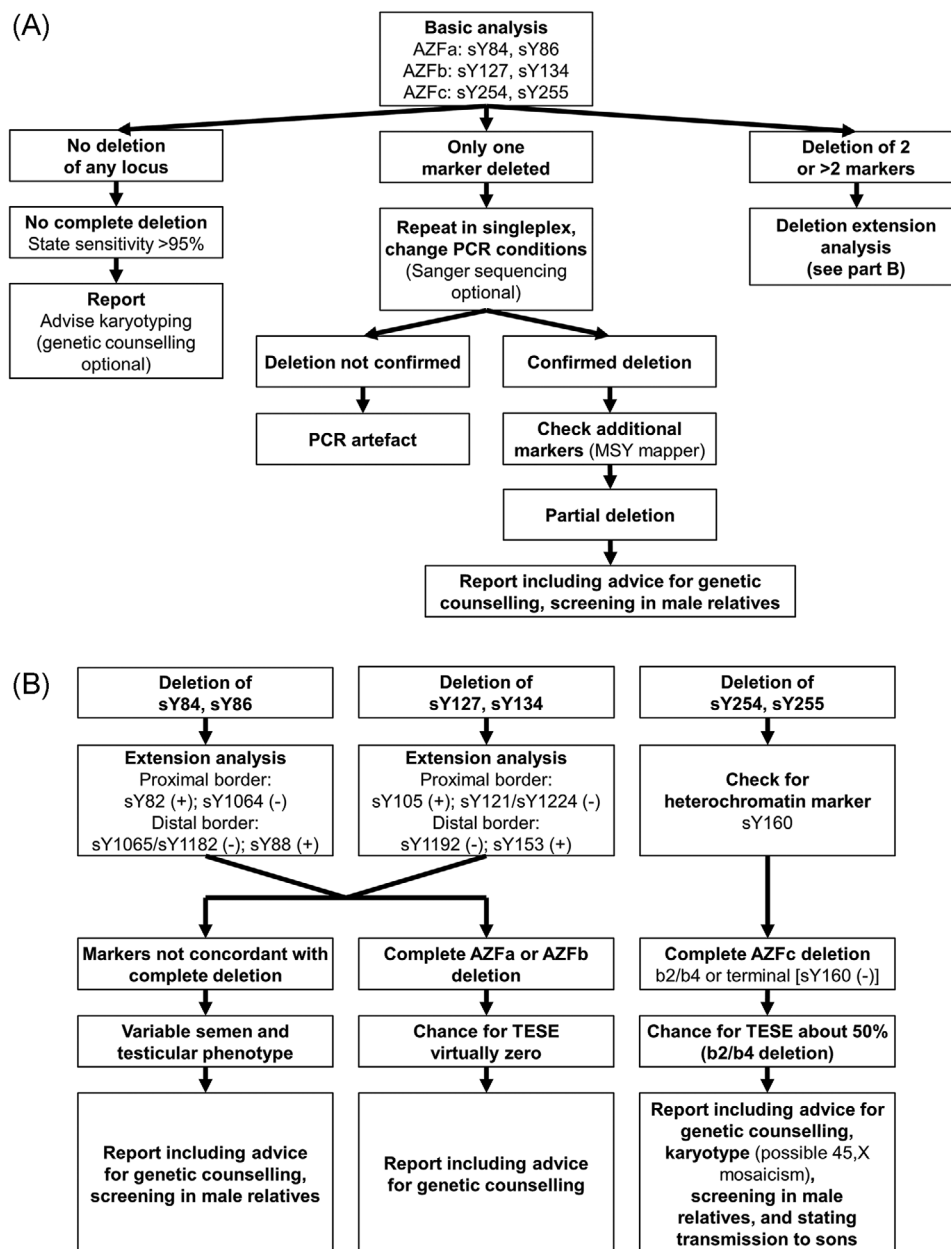 (A)
Basic analysis
AZFa: sY84, sY86
AZFb: sY127, sY134
AZFc: sY254, sY255
No deletion
of any locus
Only one
marker deleted
Deletion of 2
or >2 markers
No complete deletion
State sensitivity >95%
Repeat in singleplex,
change PCR conditions
(Sanger sequencing
optional)
Deletion extension
analysis
(see part B)
Report
Advise karyotyping
(genetic counselling
optional)
Deletion not confirmed
Confirmed deletion
PCR artefact
Check additional
markers (MSY mapper)
Partial deletion
Report including advice for genetic
counselling, screening in male relatives
(B)
Deletion of
sY84, sY86
Deletion of
sY127, sY134
Deletion of
sY254, sY255
Extension analysis
Proximal border:
sY82 (+); sY1064 (-)
Distal border:
sY1065/sY1182 (-); sY88 (+)
Extension analysis
Proximal border:
sY105 (+); sY121/sY1224 (-)
Distal border:
sY1192 (-); sY153 (+)
Check for
heterochromatin marker
sY160
Markers not concordant with
complete deletion
Complete AZFa or AZFb
deletion
Complete AZFc deletion
b2/b4 or terminal [sY160 (-)]
Variable semen and
testicular phenotype
Chance for TESE
virtually zero
Chance for TESE about 50%
(b2/b4 deletion)
Report including advice
for genetic counselling,
screening in male relatives
Report including advice
for genetic counselling
Report including advice for
genetic counselling,
karyotype (possible 45,X
mosaicism),
screening in male
relatives, and stating
transmission to sons